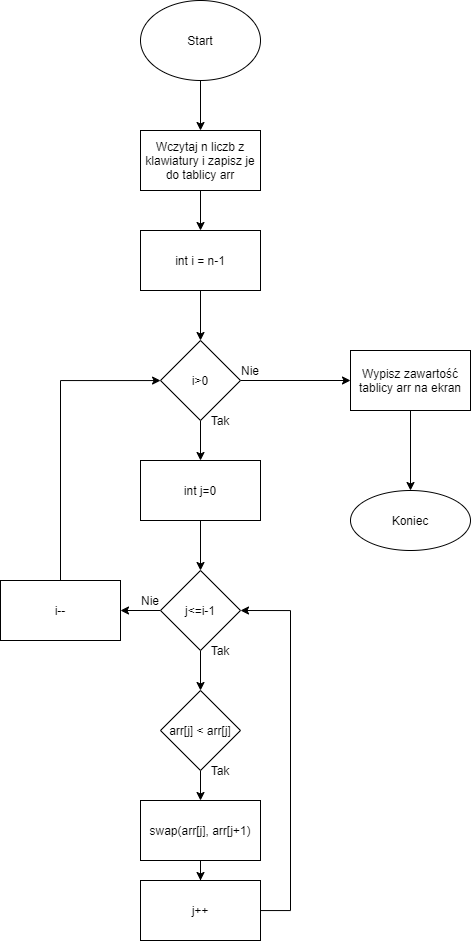 Start
Wczytaj n liczb z
klawiatury i zapisz je
do tablicy arr
int i = n-1
i>0
Nie
Tak
Wypisz zawartość
tablicy arr na ekran
Koniec
int j=0
j<=i-1
Nie
Tak
i--
arr[j] < arr[j]
Tak
swap(arr[j], arr[j+1)
j++